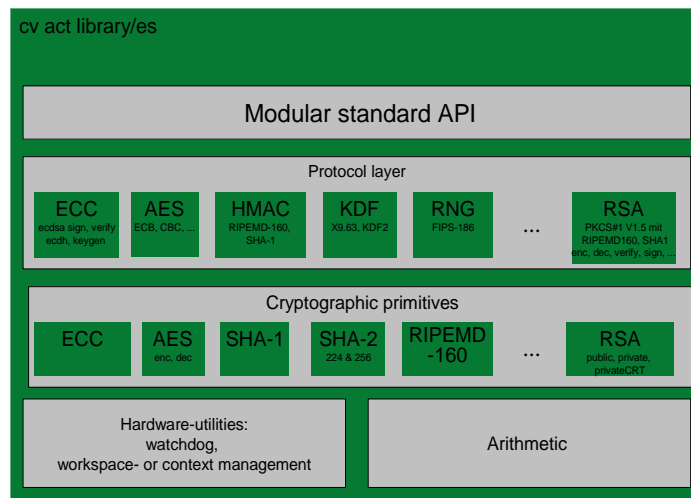 cv act library/es
Modular standard API
Protocol layer
ECC
ecdsa sign, verify
ecdh, keygen
AES
ECB, CBC, ...
HMAC
RIPEMD-160,
SHA-1
KDF
X9.63, KDF2
RNG
FIPS-186
...
RSA
PKCS#1 V1.5 mit
RIPEMD160, SHA1
enc, dec, verify, sign, ...
Cryptographic primitives
ECC
AES
enc, dec
SHA-1
SHA-2
224 & 256
RIPEMD
-160
...
RSA
public, private,
privateCRT
Hardware-utilities:
watchdog,
workspace- or context management
Arithmetic